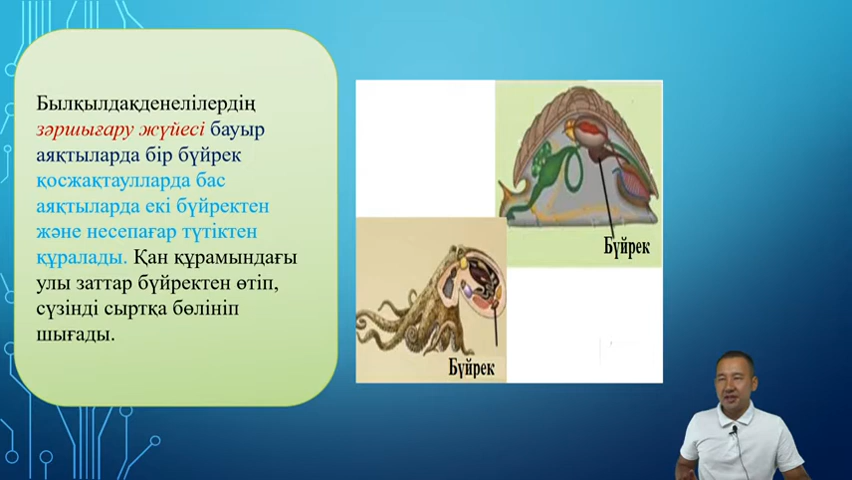 Былқылдақденелілердің
зәршығару жүйесі бауыр
аяқтыларда бір бүйрек
қосжақтаулларда бас
аяқтыларда екі бүйректен
және несепағар түтіктен
құралады. Қан құрамындағы
улы заттар бүйректен өтіп,
сүзінді сыртқа бөлініп
шығады.
Бүйрек
Бүйрек